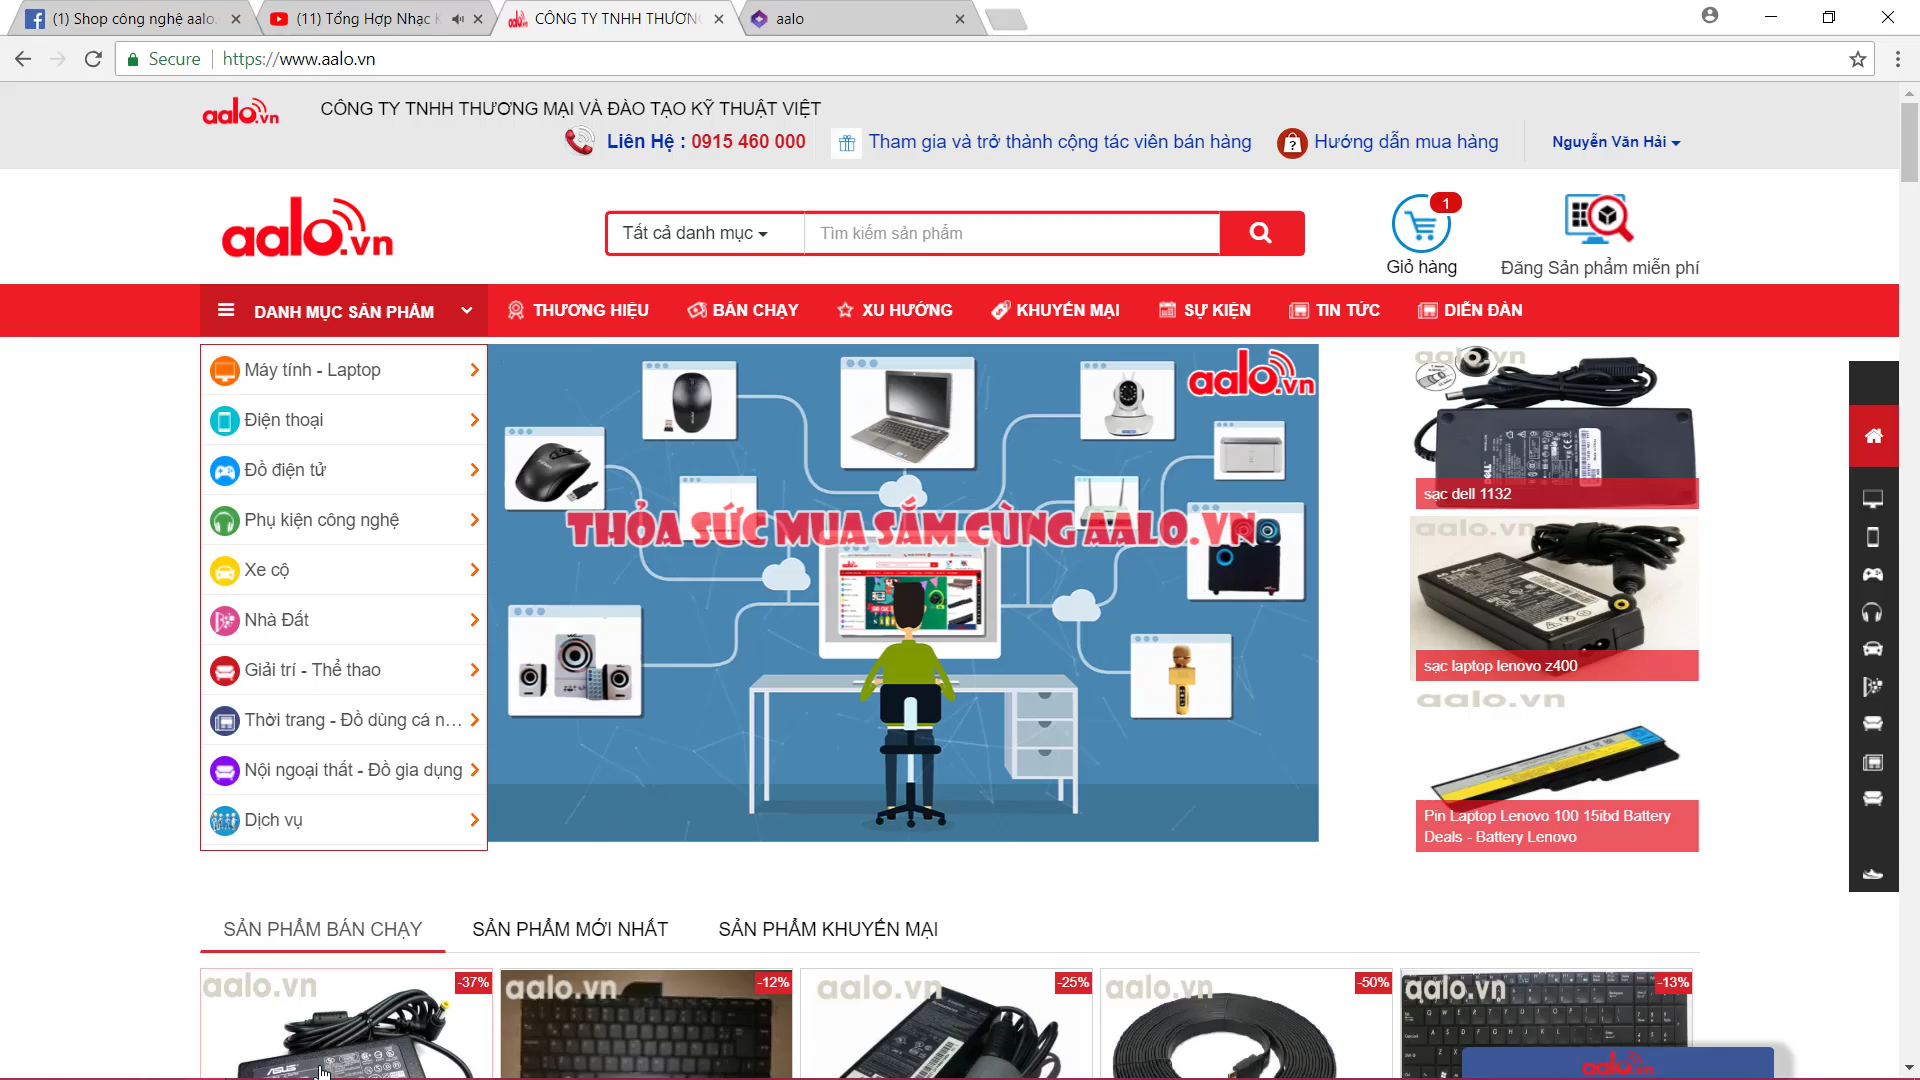 (1) Shop công nghệ aalo.
(11) Tổng Hợp Nhạc K
CÔNG TY TNHH THƯƠN
aalo
Secure
https://www.aalo.vn
aalo.vn
CÔNG TY TNHH THƯƠNG MẠI VÀ ĐÀO TẠO KỸ THUẬT VIỆT
Liên Hệ : 0915 460 000
Tham gia và trở thành cộng tác viên bán hàng
Hướng dẫn mua hàng
Nguyễn Văn Hải
aalo.vn
Tất cả danh mục
Tìm kiếm sản phẩm
1
Giỏ hàng
Đăng Sản phẩm miễn phí
DANH MỤC SẢN PHẨM
THƯƠNG HIỆU
BÁN CHẠY
XU HƯỚNG
KHUYẾN MẠI
SỰ KIỆN
TIN TỨC
DIỄN ĐÀN
Máy tính - Laptop
Điện thoại
Đồ điện tử
Phụ kiện công nghệ
Xe cộ
Nhà Đất
Giải trí - Thể thao
Thời trang - Đồ dùng cá n...
Nội ngoại thất - Đồ gia dụng
Dịch vụ
aalo.vn
THỎA SỨC MUA SẮM CÙNG AALO.VN
aalo.vn
DELL
sạc dell 1132
aalo.vn
sạc laptop lenovo z400
aalo.vn
Pin Laptop Lenovo 100 15ibd Battery
Deals - Battery Lenovo
SẢN PHẨM BÁN CHẠY
SẢN PHẨM MỚI NHẤT
SẢN PHẨM KHUYẾN MẠI
aalo.vn
-37%
ASUS
aalo.vn
-12%
aalo.vn
-25%
aalo.vn
-50%
aalo.vn
-13%
aalo.vn